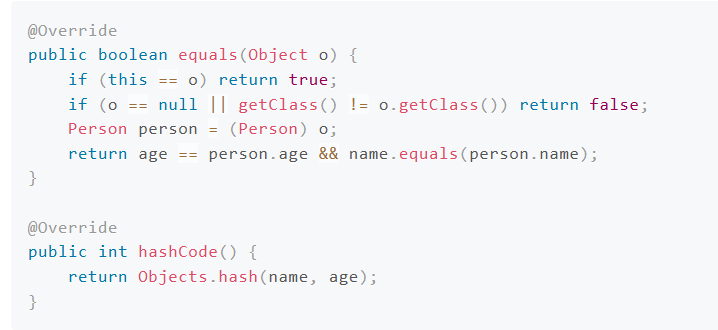 @Override
public boolean equals(Object o) {
    if (this == o) return true;
    if (o == null || getClass() != o.getClass()) return false;
    Person person = (Person) o;
    return age == person.age && name.equals(person.name);
}

@Override
public int hashCode() {
    return Objects.hash(name, age);
}